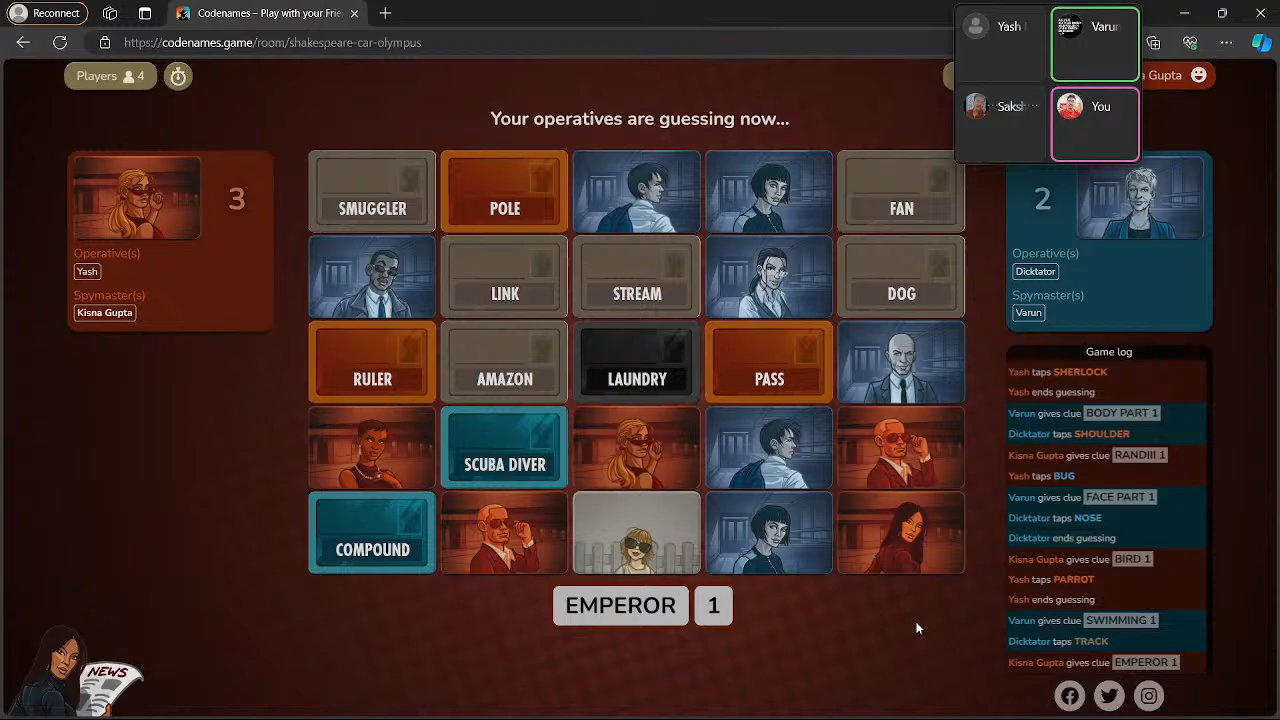 Reconnect
Codenames – Play with your Frie
https://codenames.game/room/shakespeare-car-olympus
Yash
Varun
Saksh
You
Players 4
a Gupta
Your operatives are guessing now...
3
Operative(s)
Yash
Spymaster(s)
Kisna Gupta
SMUGGLER
POLE
FAN
LINK
STREAM
DOG
RULER
AMAZON
LAUNDRY
PASS
SCUBA DIVER
COMPOUND
EMPEROR 1
2
Operative(s)
Dicktator
Spymaster(s)
Varun
Game log
Yash taps SHERLOCK
Yash ends guessing
Varun gives clue BODY PART 1
Dicktator taps SHOULDER
Kisna Gupta gives clue RANDIII 1
Yash taps BUG
Varun gives clue FACE PART 1
Dicktator taps NOSE
Dicktator ends guessing
Kisna Gupta gives clue BIRD 1
Yash taps PARROT
Yash ends guessing
Varun gives clue SWIMMING 1
Dicktator taps TRACK
Kisna Gupta gives clue EMPEROR 1
NEWS